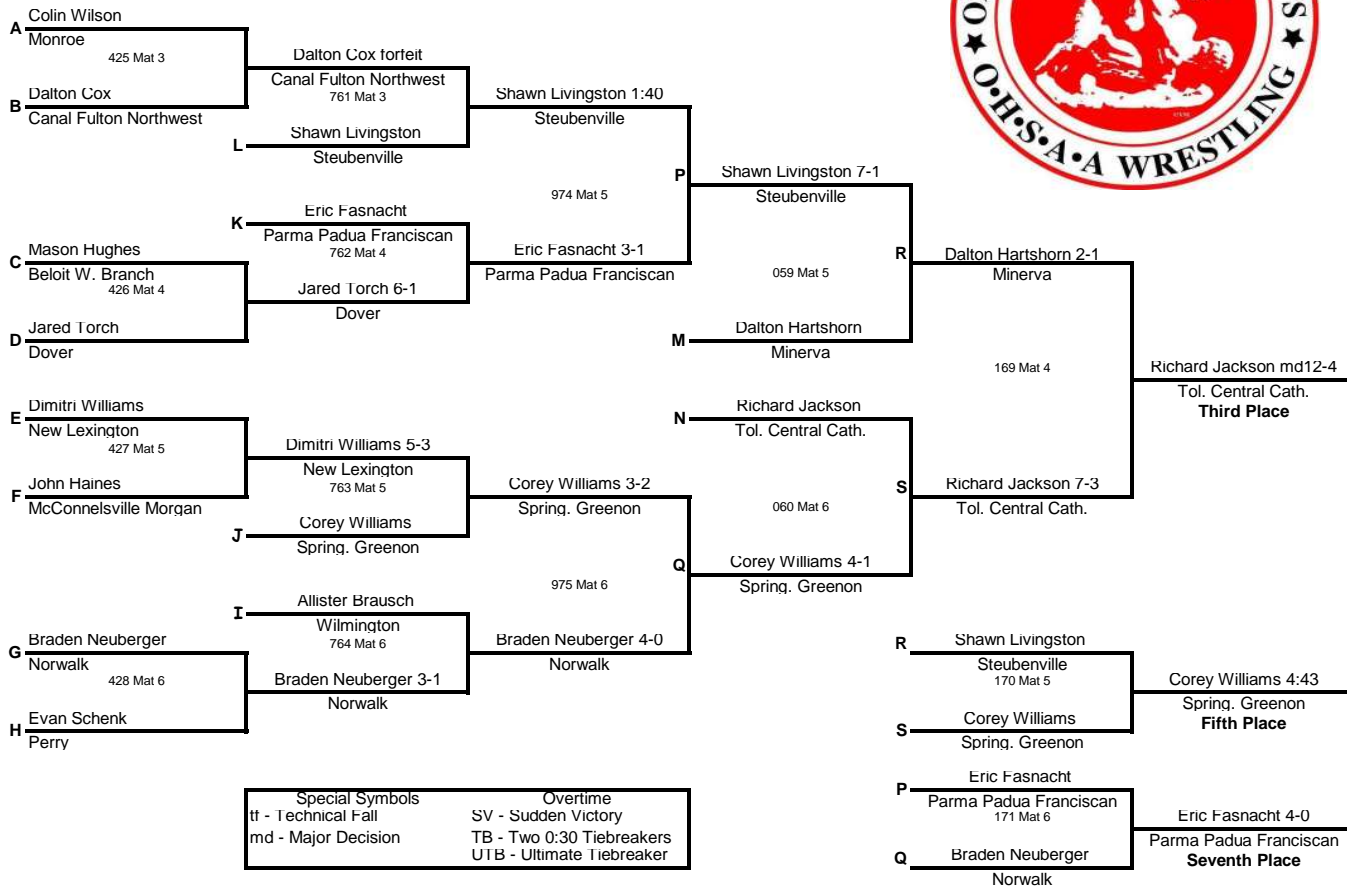 A Colin Wilson
Monroe
425 Mat 3
B Dalton Cox
Canal Fulton Northwest
Dalton Cox forfeit
Canal Fulton Northwest
761 Mat 3
L Shawn Livingston
Steubenville
Shawn Livingston 1:40
Steubenville
974 Mat 5
K Eric Fasnacht
Parma Padua Franciscan
762 Mat 4
C Mason Hughes
Beloit W. Branch
426 Mat 4
D Jared Torch
Dover
Jared Torch 6-1
Dover
Eric Fasnacht 3-1
Parma Padua Franciscan
P Shawn Livingston 7-1
Steubenville
059 Mat 5
M Dalton Hartshorn
Minerva
R Dalton Hartshorn 2-1
Minerva
169 Mat 4
Richard Jackson md12-4
Tol. Central Cath.
Third Place
E Dimitri Williams
New Lexington
427 Mat 5
F John Haines
McConnelsville Morgan
Dimitri Williams 5-3
New Lexington
763 Mat 5
J Corey Williams
Spring. Greenon
Corey Williams 3-2
Spring. Greenon
975 Mat 6
I Allister Brausch
Wilmington
764 Mat 6
G Braden Neuberger
Norwalk
428 Mat 6
H Evan Schenk
Perry
Braden Neuberger 3-1
Norwalk
Braden Neuberger 4-0
Norwalk
N Richard Jackson
Tol. Central Cath.
060 Mat 6
Q Corey Williams 4-1
Spring. Greenon
S Richard Jackson 7-3
Tol. Central Cath.
R Shawn Livingston
Steubenville
170 Mat 5
S Corey Williams
Spring. Greenon
Corey Williams 4:43
Spring. Greenon
Fifth Place
P Eric Fasnacht
Parma Padua Franciscan
171 Mat 6
Q Braden Neuberger
Norwalk
Eric Fasnacht 4-0
Parma Padua Franciscan
Seventh Place
Special Symbols
tf - Technical Fall
md - Major Decision
Overtime
SV - Sudden Victory
TB - Two 0:30 Tiebreakers
UTB - Ultimate Tiebreaker
O•H•S•A•A WRESTLING